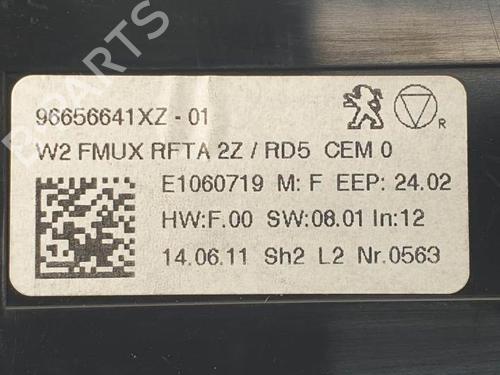 96656641XZ - 01
W2 FMUX RFTA 2Z / RD5 CEM 0
E1060719 M: F EEP: 24.02
HW:F.00 SW:08.01 In:12
14.06.11 Sh2 L2 Nr.0563
R